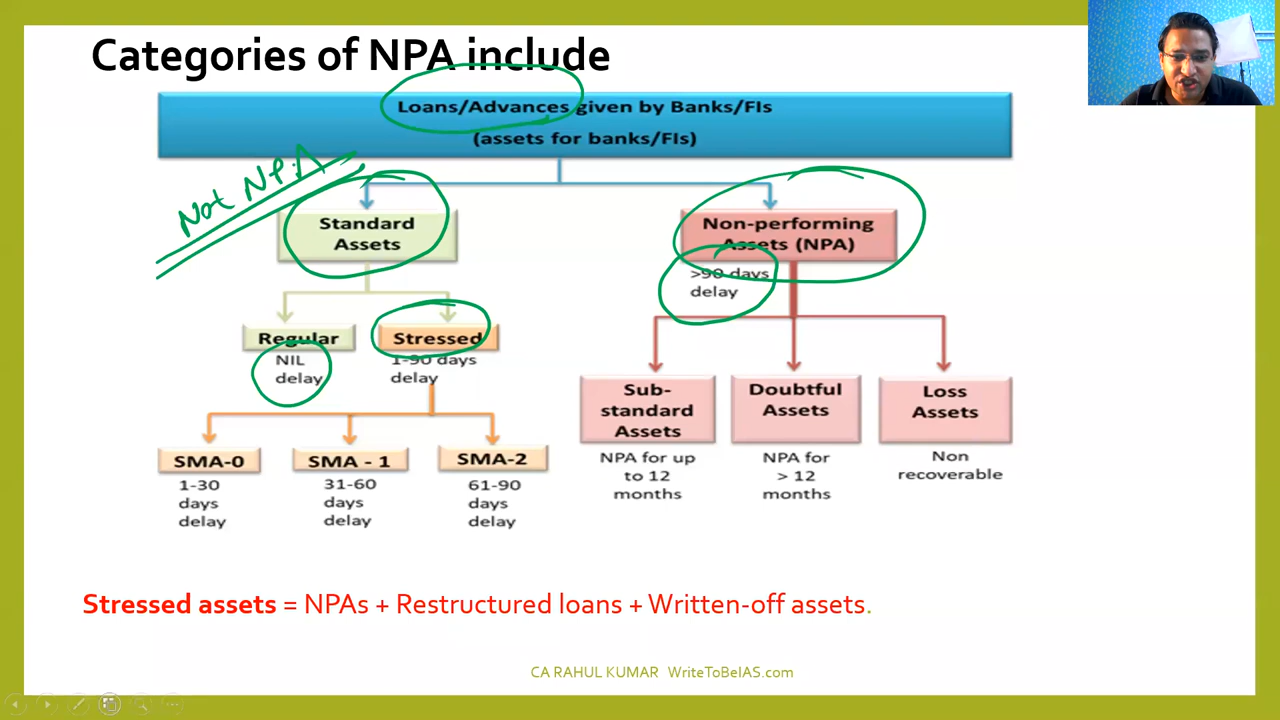 Categories of NPA include
Loans/Advances given by Banks/FIs
(assets for banks/FIs)
Not NPA
Standard
Assets
Non-performing
Assets (NPA)
>90 days
delay
Regular
NIL
delay
Stressed
1-90 days
delay
SMA-0
1-30
days
delay
SMA - 1
31-60
days
delay
SMA-2
61-90
days
delay
Sub-
standard
Assets
NPA for up
to 12
months
Doubtful
Assets
NPA for
> 12
months
Loss
Assets
Non
recoverable
Stressed assets = NPAs + Restructured loans + Written-off assets.
CA RAHUL KUMAR WriteToBeIAS.com